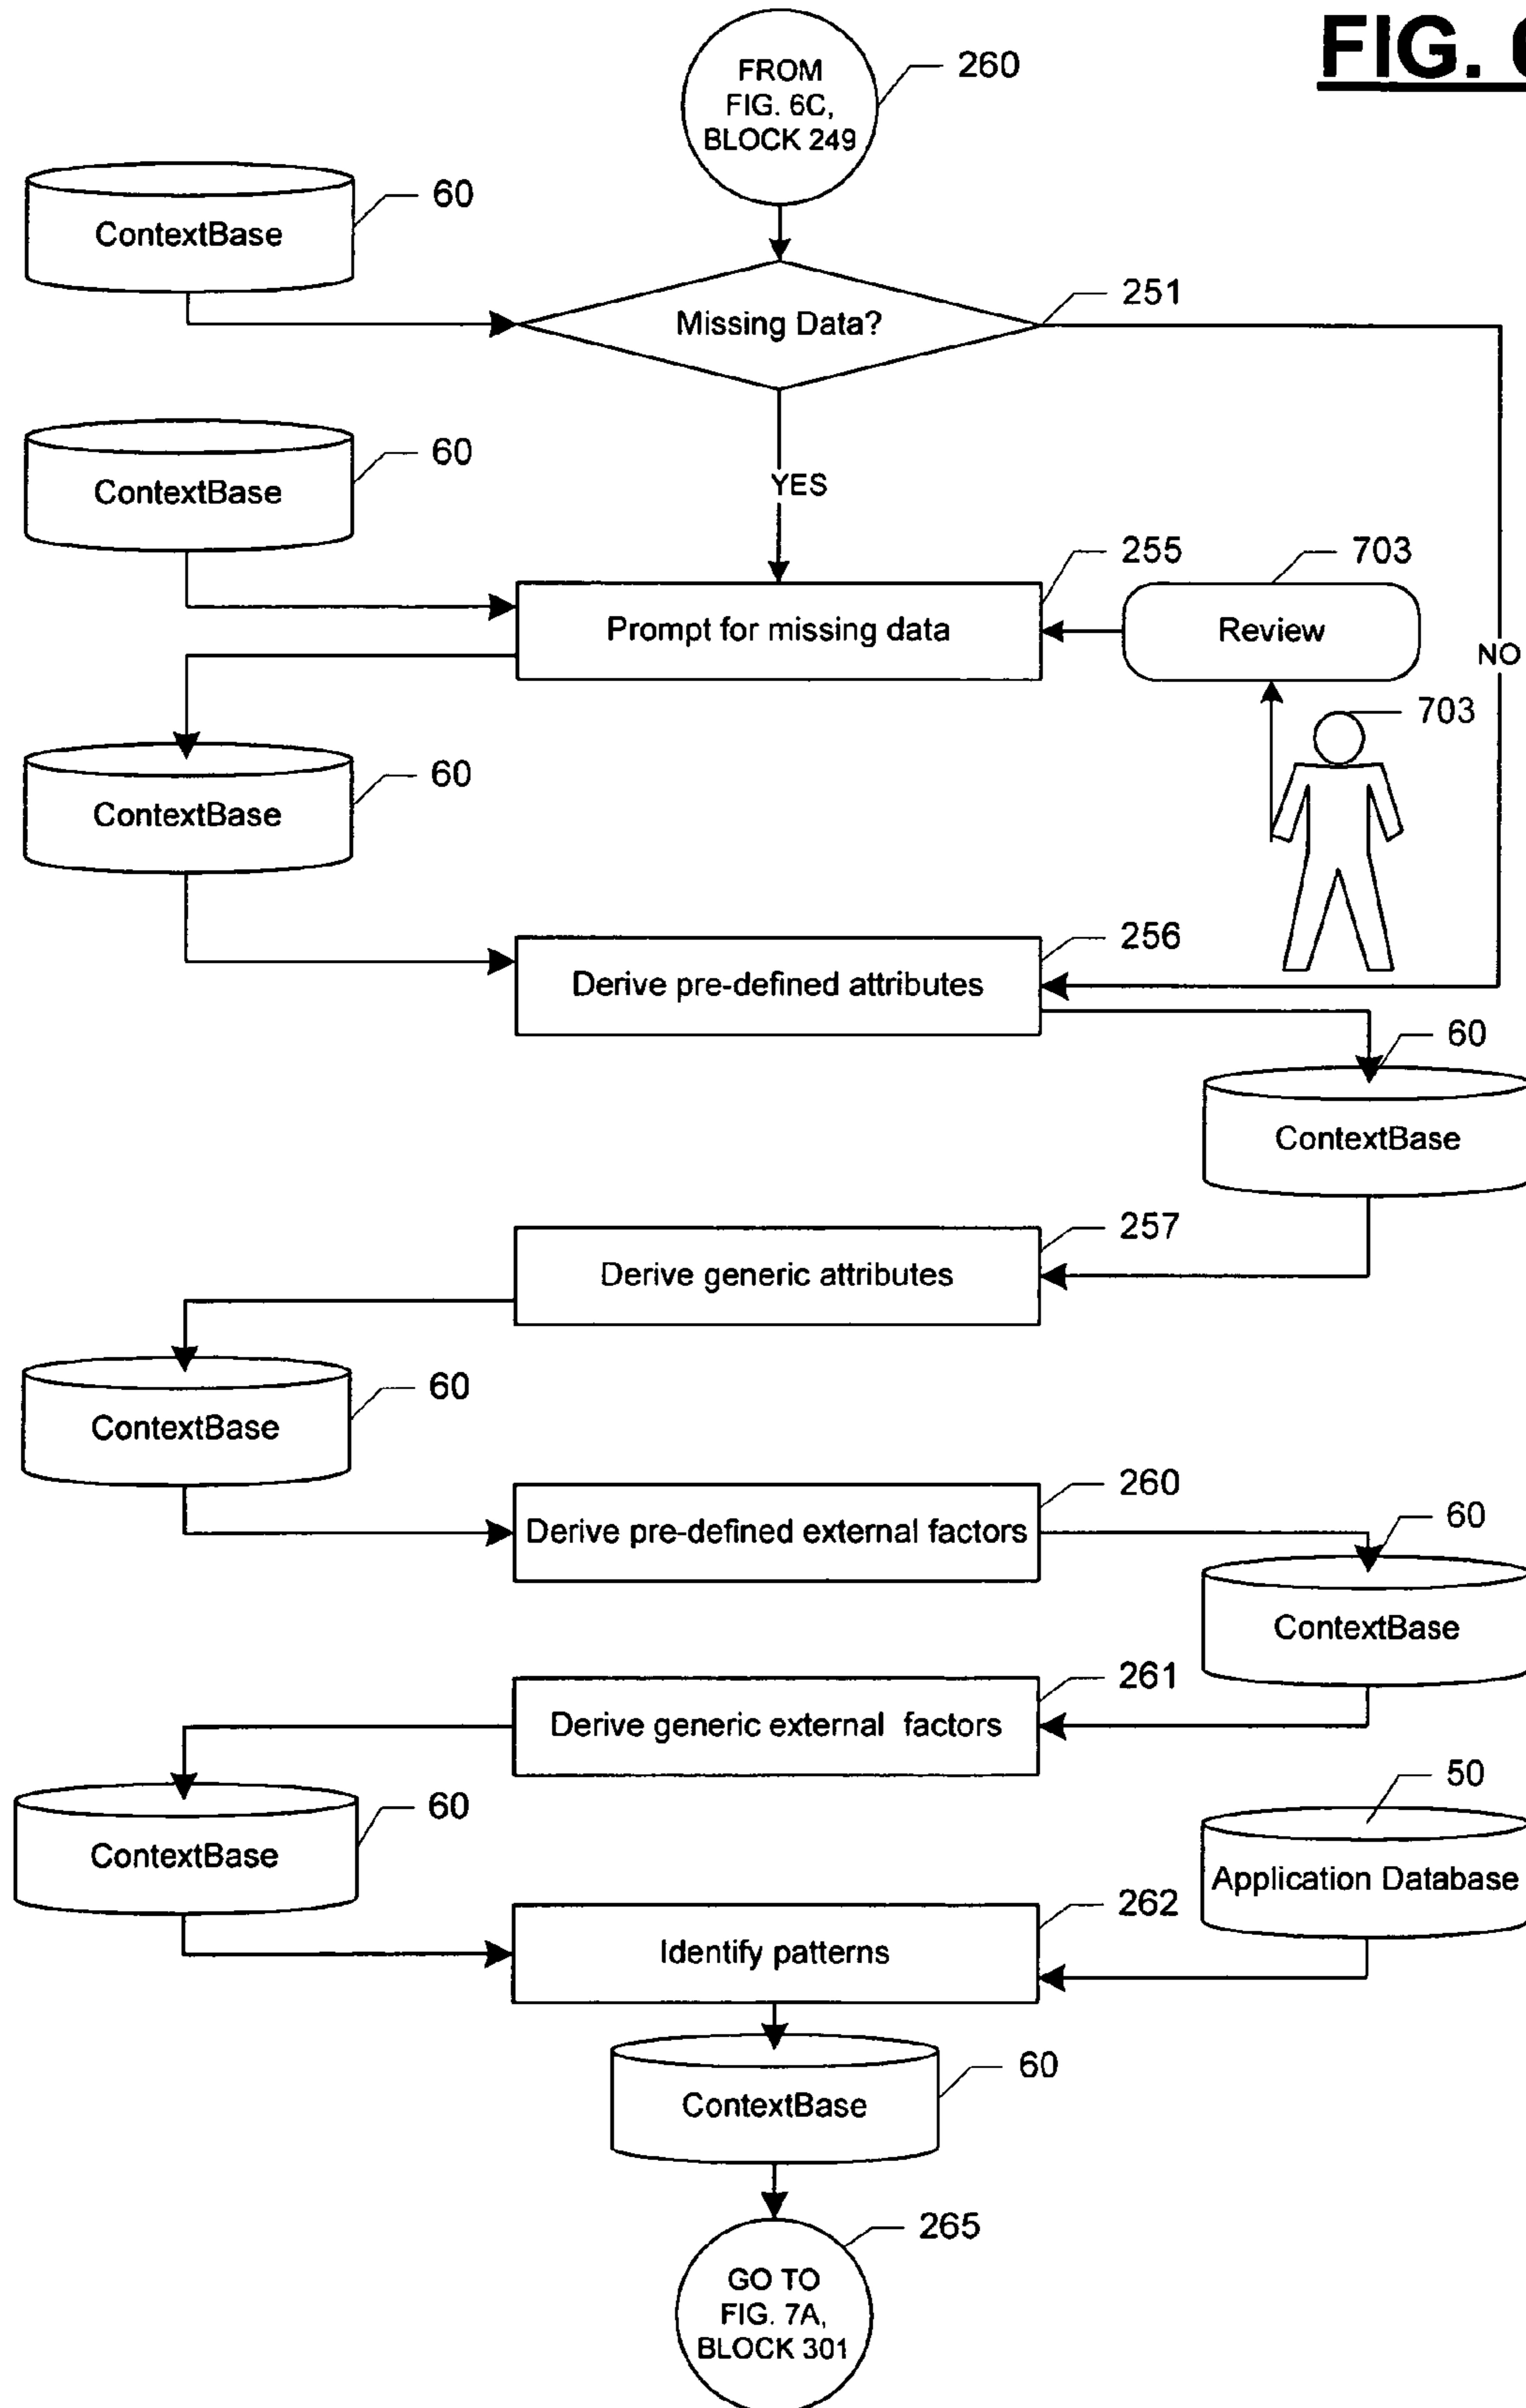 FIG. 6
FROM
FIG. 6C,
BLOCK 249
260
ContextBase
60
Missing Data?
251
ContextBase
60
YES
Prompt for missing data
255
Review
703
NO
703
ContextBase
60
Derive pre-defined attributes
256
60
ContextBase
Derive generic attributes
257
ContextBase
60
Derive pre-defined external factors
260
60
ContextBase
Derive generic external factors
261
ContextBase
60
50
Application Database
Identify patterns
262
ContextBase
60
GO TO
FIG. 7A,
BLOCK 301
265